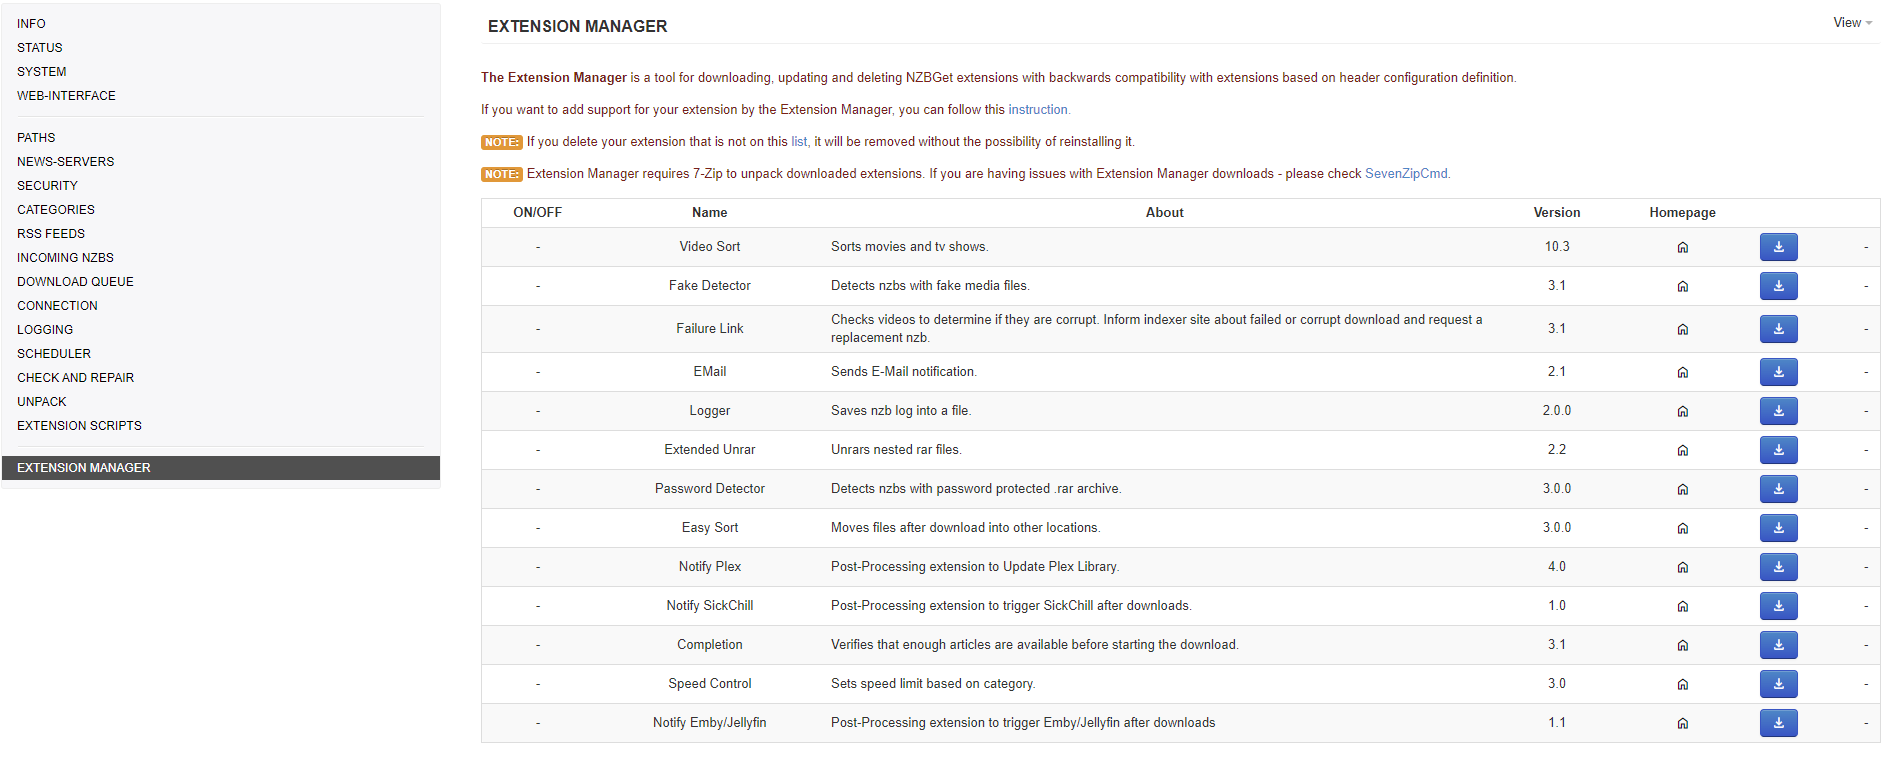 INFO
STATUS
SYSTEM
WEB-INTERFACE
PATHS
NEWS-SERVERS
SECURITY
CATEGORIES
RSS FEEDS
INCOMING NZBS
DOWNLOAD QUEUE
CONNECTION
LOGGING
SCHEDULER
CHECK AND REPAIR
UNPACK
EXTENSION SCRIPTS
EXTENSION MANAGER
EXTENSION MANAGER View
The Extension Manager is a tool for downloading, updating and deleting NZBGet extensions with backwards compatibility with extensions based on header configuration definition.
If you want to add support for your extension by the Extension Manager, you can follow this instruction.
NOTE: If you delete your extension that is not on this list, it will be removed without the possibility of reinstalling it.
NOTE: Extension Manager requires 7-Zip to unpack downloaded extensions. If you are having issues with Extension Manager downloads - please check SevenZipCmd.
ON/OFF Name About Version Homepage
- Video Sort Sorts movies and tv shows. 10.3 -
- Fake Detector Detects nzbs with fake media files. 3.1 -
- Failure Link Checks videos to determine if they are corrupt. Inform indexer site about failed or corrupt download and request a
replacement nzb. 3.1 -
- EMail Sends E-Mail notification. 2.1 -
- Logger Saves nzb log into a file. 2.0.0 -
- Extended Unrar Unrars nested rar files. 2.2 -
- Password Detector Detects nzbs with password protected .rar archive. 3.0.0 -
- Easy Sort Moves files after download into other locations. 3.0.0 -
- Notify Plex Post-Processing extension to Update Plex Library. 4.0 -
- Notify SickChill Post-Processing extension to trigger SickChill after downloads. 1.0 -
- Completion Verifies that enough articles are available before starting the download. 3.1 -
- Speed Control Sets speed limit based on category. 3.0 -
- Notify Emby/Jellyfin Post-Processing extension to trigger Emby/Jellyfin after downloads 1.1 -